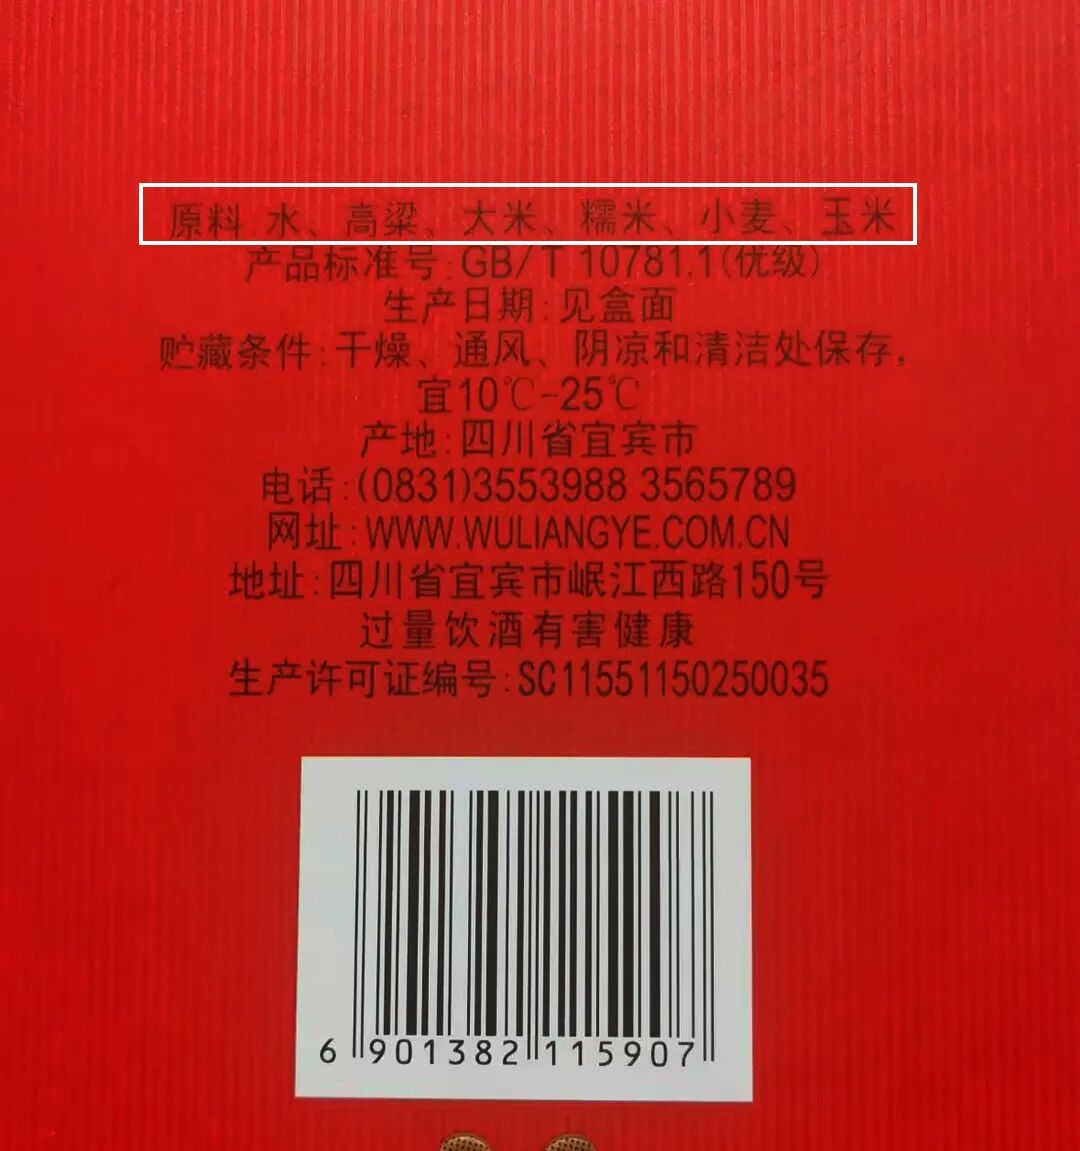 原料:水、高粱、大米、糯米、小麦、玉米
产品标准号:GB/T 10781.1(优级)
生产日期:见盒面
贮藏条件:干燥、通风、阴凉和清洁处保存,
宜10℃-25℃
产地:四川省宜宾市
电话:(0831)3553988 3565789
网址:WWW.WULIANGYE.COM.CN
地址:四川省宜宾市岷江西路150号
过量饮酒有害健康
生产许可证编号:SC11551150250035
6 901382 115907